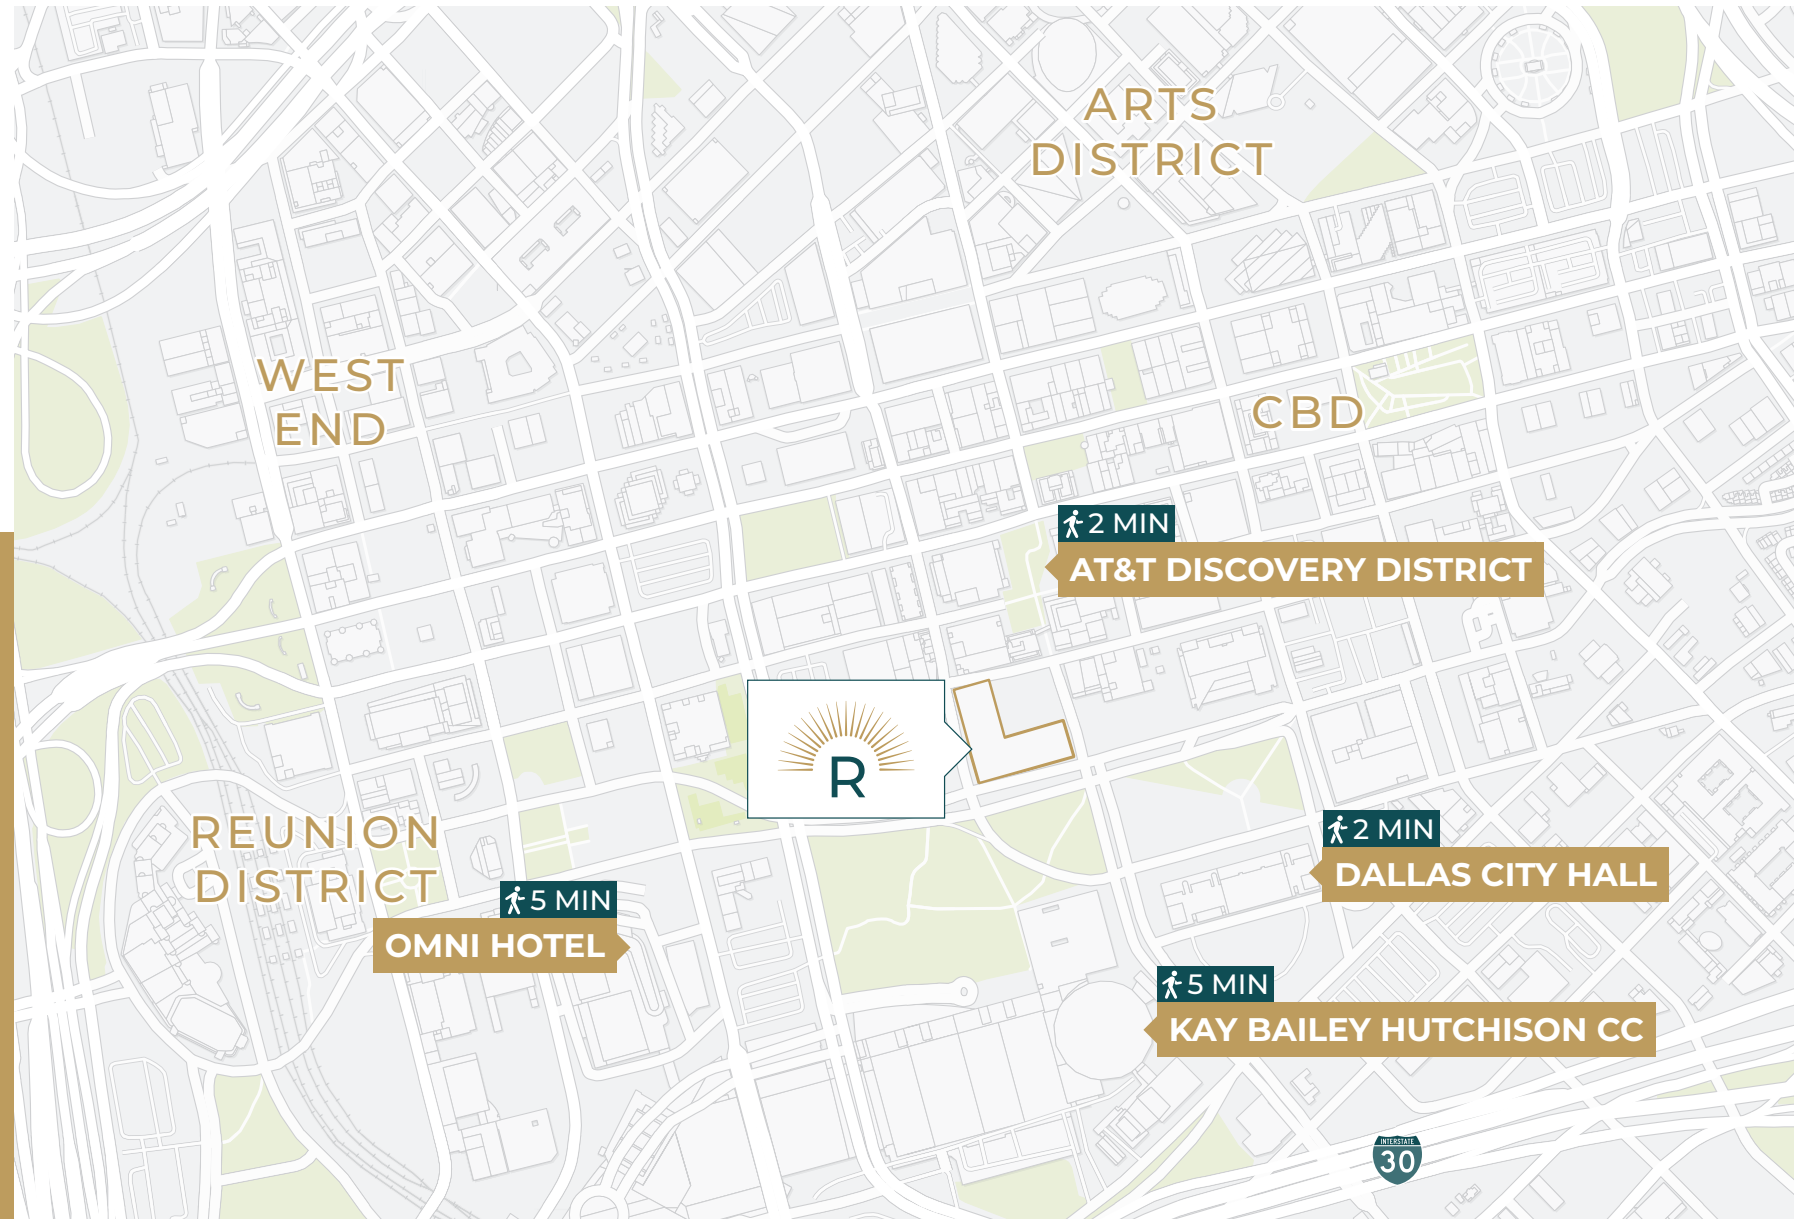 ARTS
DISTRICT
WEST
END
CBD
2 MIN
AT&T DISCOVERY DISTRICT
R
2 MIN
DALLAS CITY HALL
REUNION
DISTRICT
5 MIN
OMNI HOTEL
5 MIN
KAY BAILEY HUTCHISON CC
INTERSTATE
30